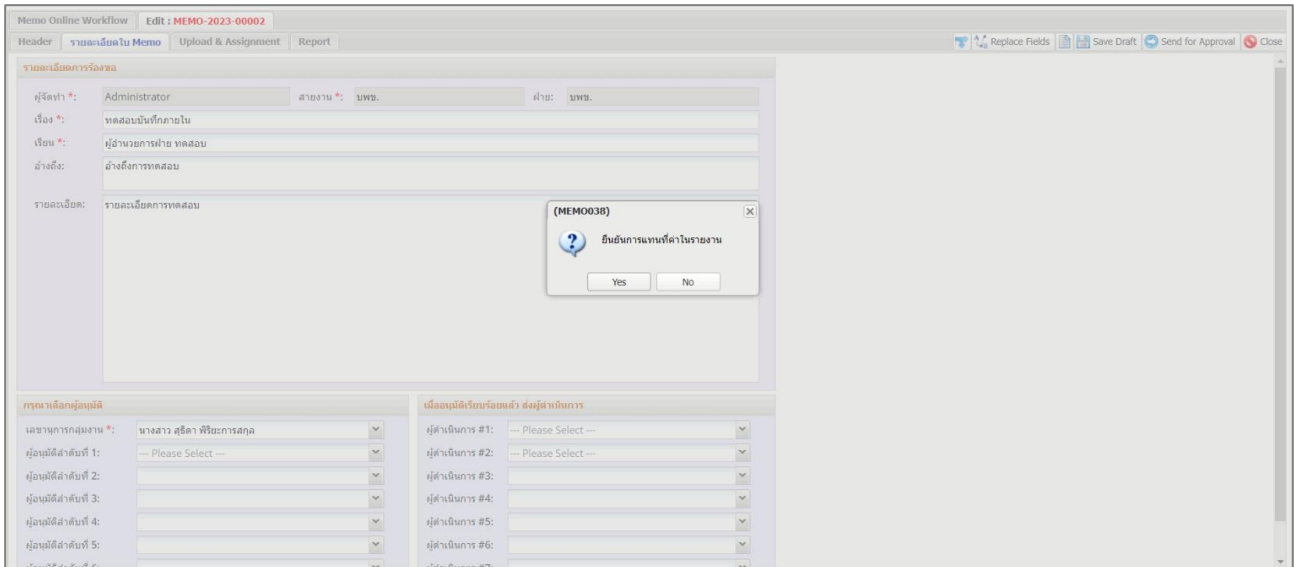 Memo Online Workflow Edit : MEMO-2023-00002
Header รายละเอียดใบ Memo Upload & Assignment Report Replace Fields Save Draft Send for Approval Close
รายละเอียดการร้องขอ
ผู้จัดทำ *: Administrator สายงาน *: บพช. ฝ่าย: บพช.
เรื่อง *: ทดสอบบันทึกภายใน
เรียน *: ผู้อำนวยการฝ่าย ทดสอบ
อ้างถึง: อ้างถึงการทดสอบ
รายละเอียด: รายละเอียดการทดสอบ
(MEMO038)
ยืนยันการแทนที่ค่าในรายงาน
Yes No
กรุณาเลือกผู้อนุมัติ เมื่ออนุมัติเรียบร้อยแล้ว ส่งผู้ดำเนินการ
เลขานุการกลุ่มงาน *: นางสาว สุธิดา พิริยะการสกุล ผู้ดำเนินการ #1: --- Please Select ---
ผู้อนุมัติลำดับที่ 1: --- Please Select --- ผู้ดำเนินการ #2: --- Please Select ---
ผู้อนุมัติลำดับที่ 2: ผู้ดำเนินการ #3:
ผู้อนุมัติลำดับที่ 3: ผู้ดำเนินการ #4:
ผู้อนุมัติลำดับที่ 4: ผู้ดำเนินการ #5:
ผู้อนุมัติลำดับที่ 5: ผู้ดำเนินการ #6: